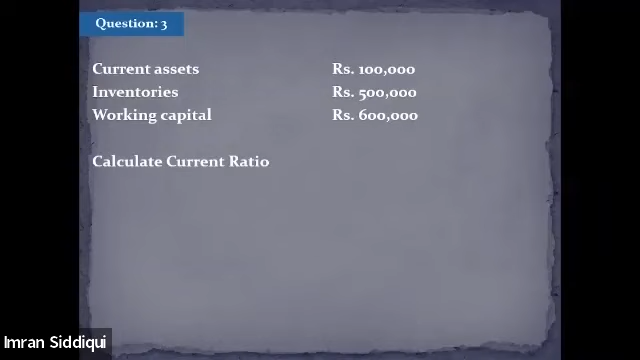 Question: 3
Current assets Rs. 100,000
Inventories Rs. 500,000
Working capital Rs. 600,000
Calculate Current Ratio
Imran Siddiqui